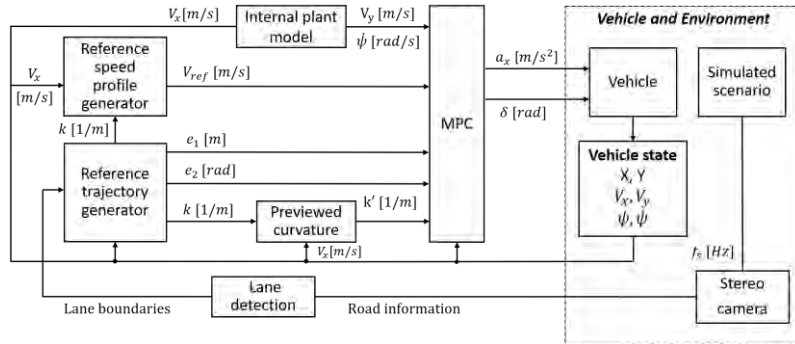 Vehicle and Environment
V_x [m/s]
Internal plant model
V_y [m/s]
ψ̇ [rad/s]
Reference speed profile generator
V_x
[m/s]
V_ref [m/s]
MPC
a_x [m/s²]
δ [rad]
Vehicle
Simulated scenario
k [1/m]
Reference trajectory generator
e_1 [m]
e_2 [rad]
k [1/m]
Previewed curvature
k′ [1/m]
V_x [m/s]
Vehicle state
X, Y
V_x, V_y
ψ, ψ̇
f_s [Hz]
Stereo camera
Lane detection
Lane boundaries
Road information